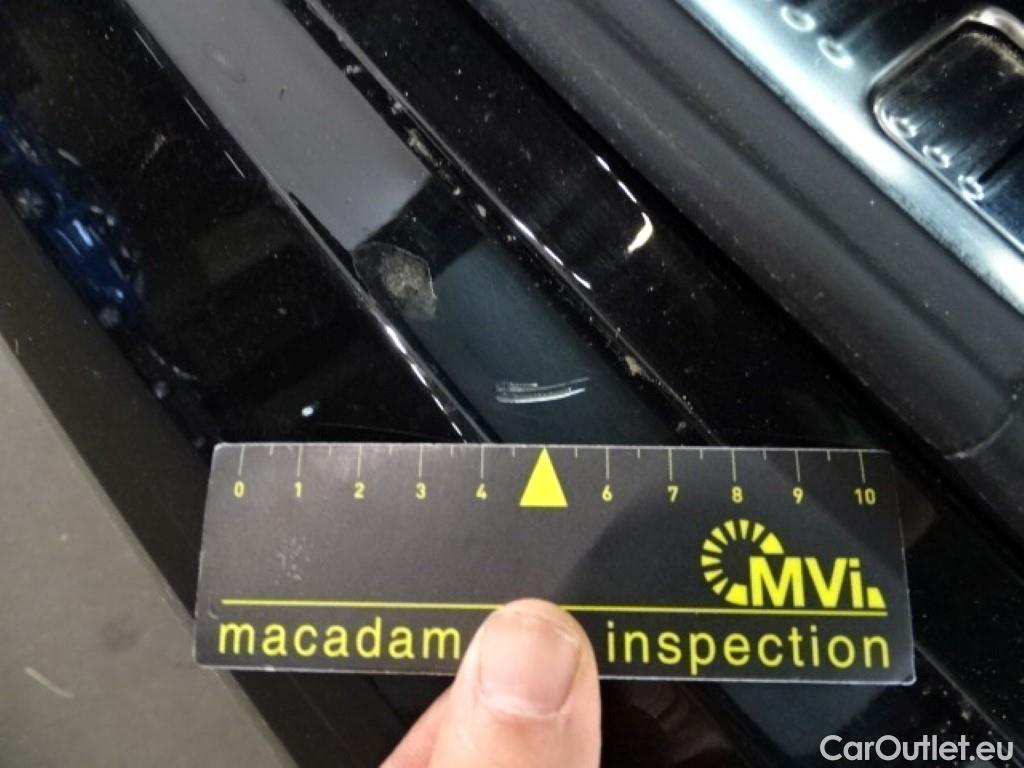 0 1 2 3 4 6 7 8 9 10
MVi
macadam inspection
CarOutlet.eu